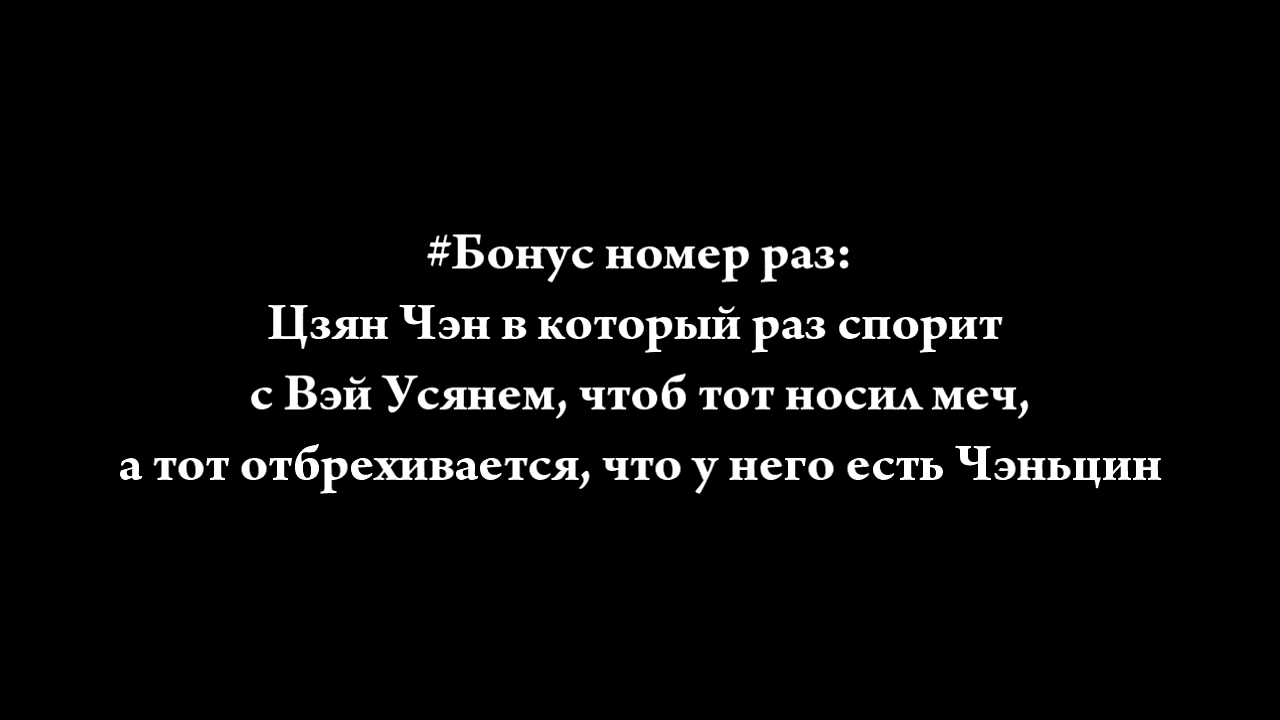 #Бонус номер раз:
Цзян Чэн в который раз спорит
с Вэй Усянем, чтоб тот носил меч,
а тот отбрехивается, что у него есть Чэньцин